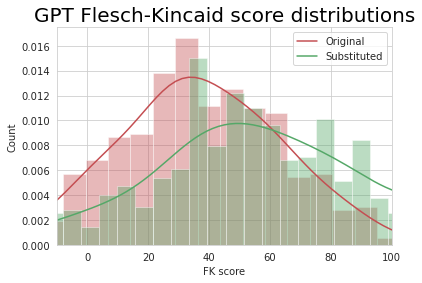 GPT Flesch-Kincaid score distributions
Original
Substituted
0.016
0.014
0.012
0.010
0.008
0.006
0.004
0.002
0.000
Count
0 20 40 60 80 100
FK score